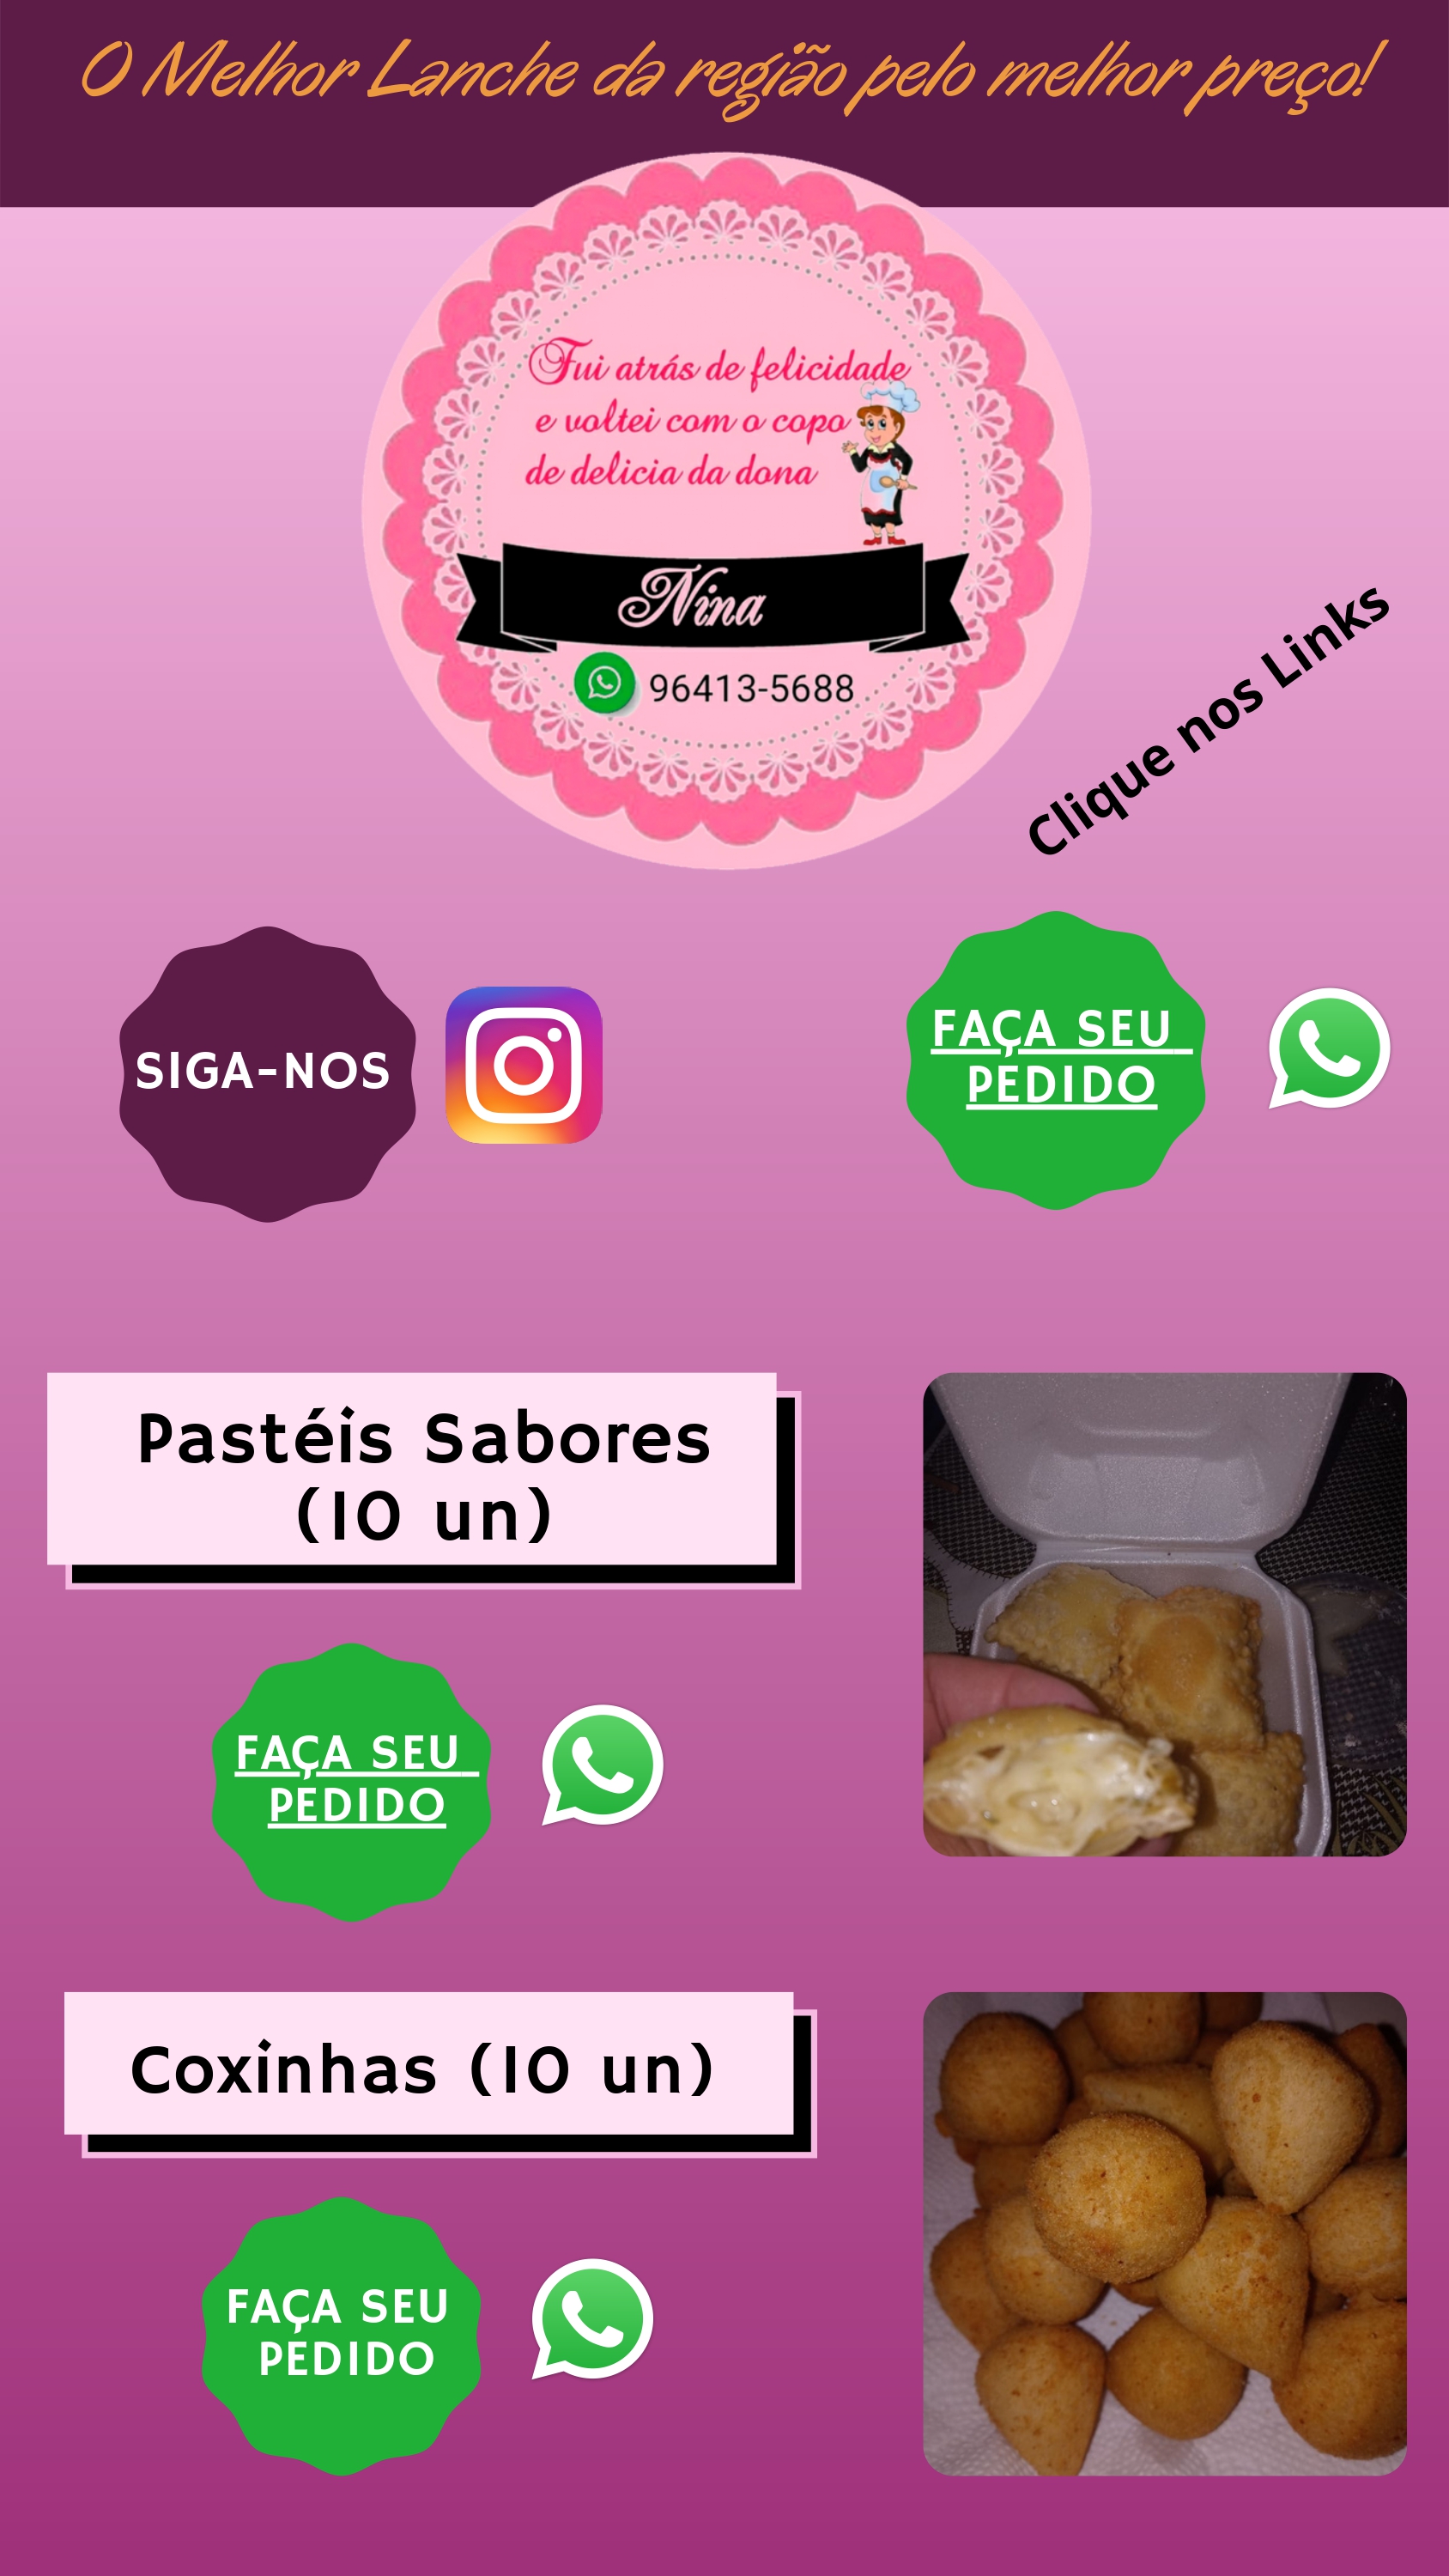 O Melhor Lanche da região pelo melhor preço!
Fui atrás de felicidade
e voltei com o copo
de delicia da dona
Nina
96413-5688
Clique nos Links
SIGA-NOS
FAÇA SEU
PEDIDO
Pastéis Sabores
(10 un)
FAÇA SEU
PEDIDO
Coxinhas (10 un)
FAÇA SEU
PEDIDO